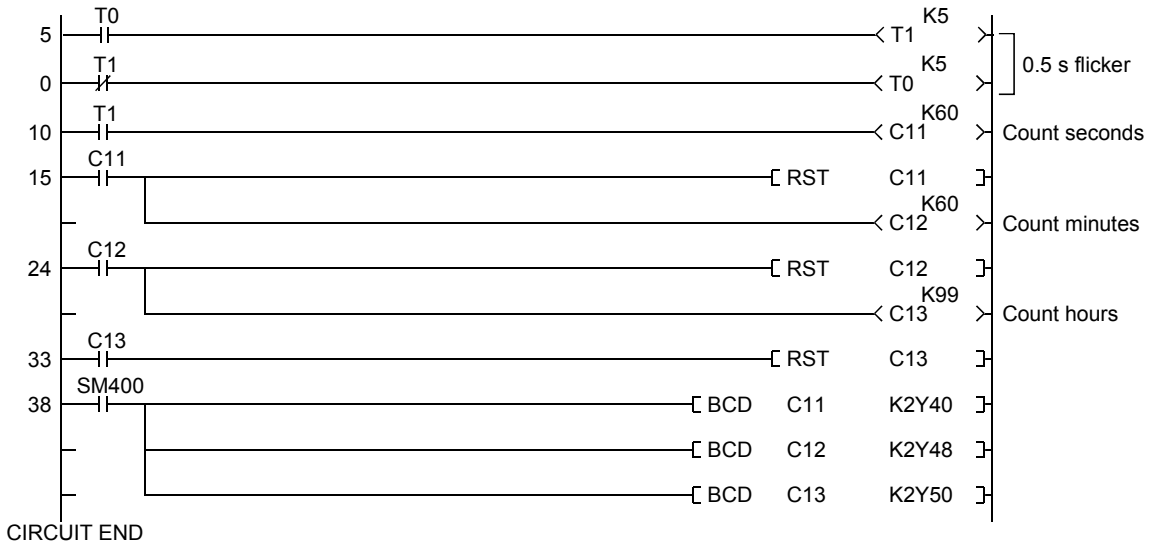 T0 K5
5 T1
0.5 s flicker
T1 K5
0 T0
T1 K60
10 C11 Count seconds
C11
15 RST C11
K60
C12 Count minutes
C12
24 RST C12
K99
C13 Count hours
C13
33 RST C13
SM400
38 BCD C11 K2Y40
BCD C12 K2Y48
BCD C13 K2Y50
CIRCUIT END